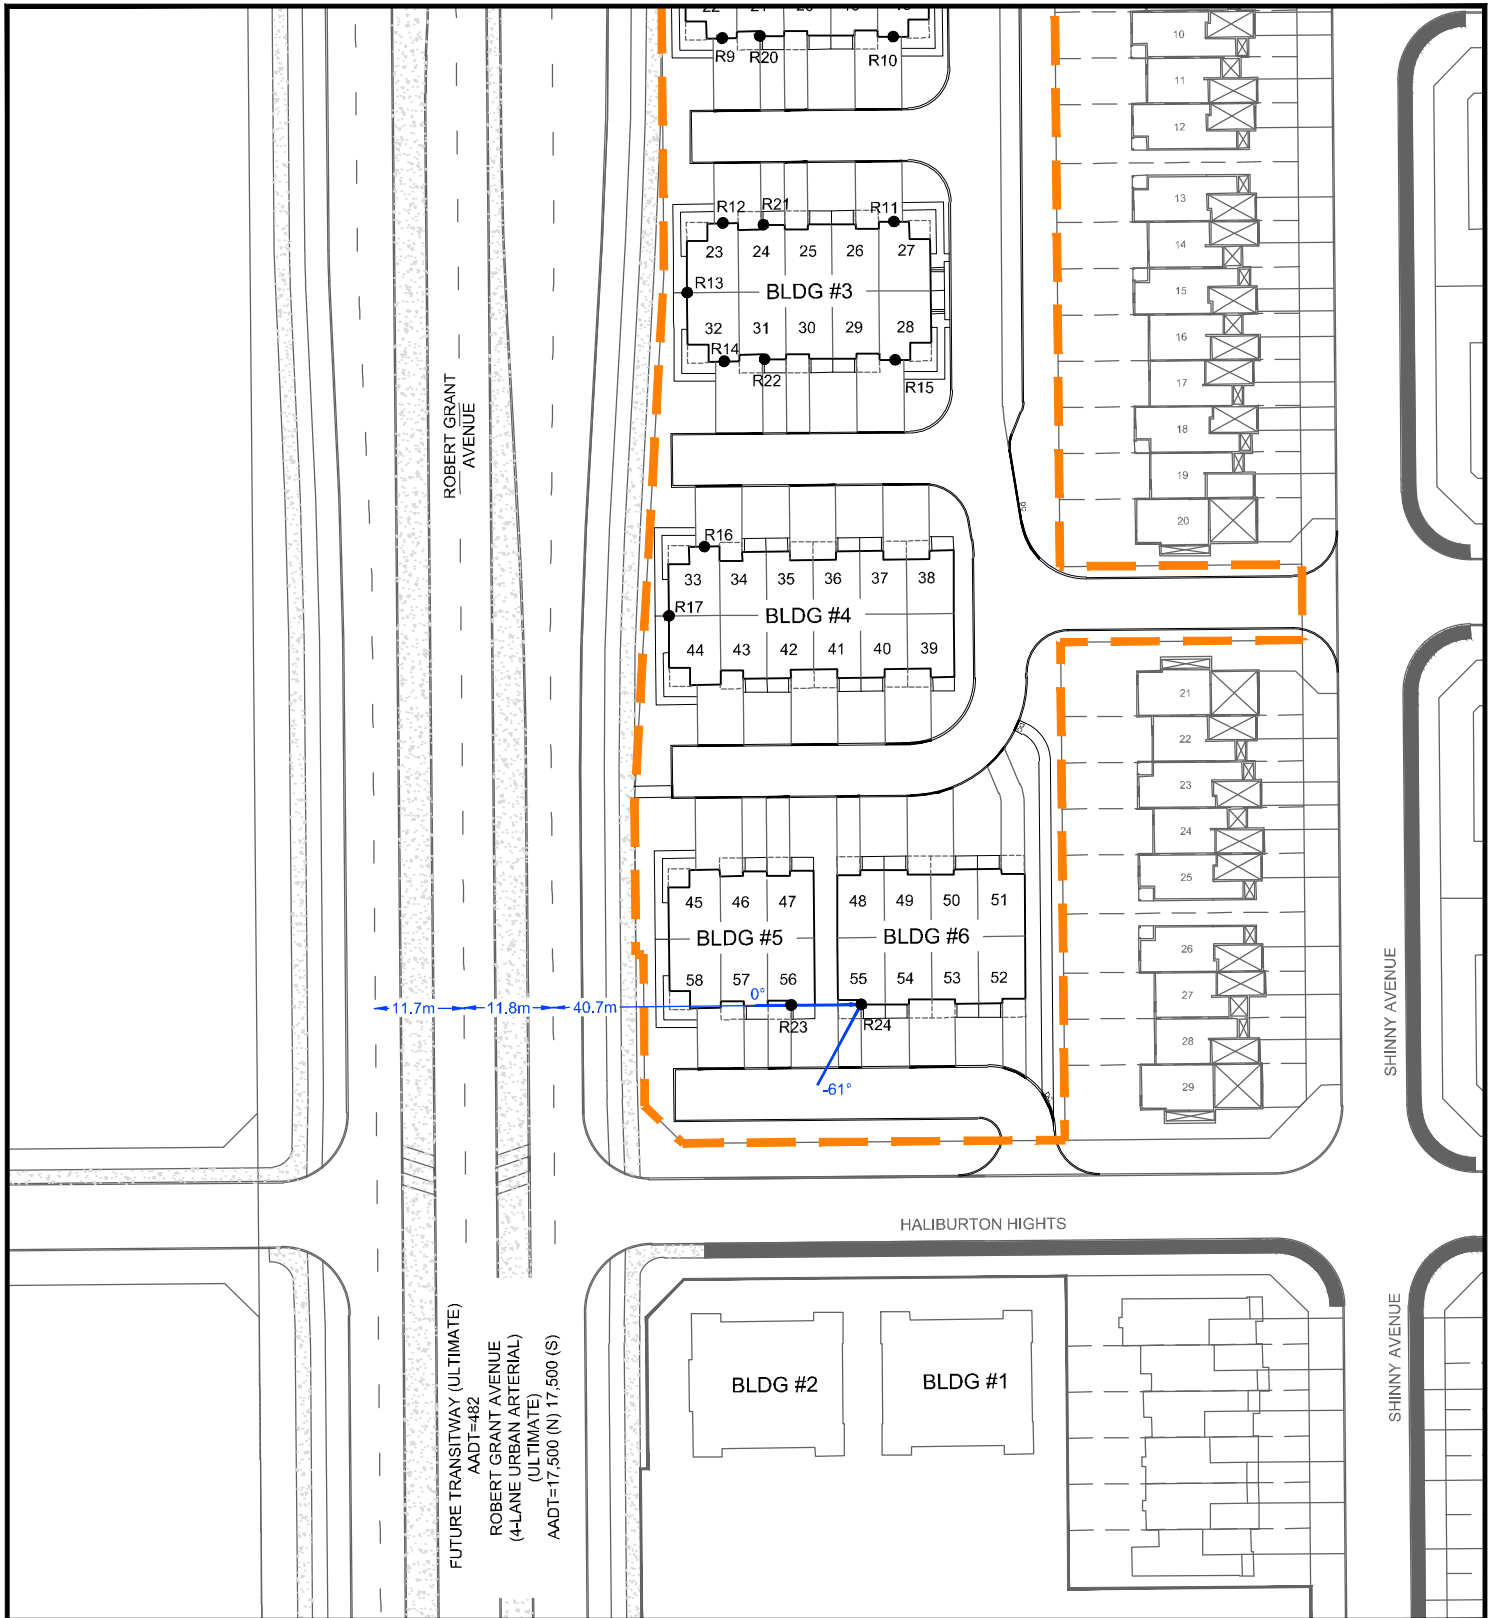 R9 R20 R10
10
11
12
R12 R21 R11
23 24 25 26 27
R13 BLDG #3
32 31 30 29 28
R14 R22 R15
13
14
15
16
17
18
19
20
ROBERT GRANT
AVENUE
R16
33 34 35 36 37 38
R17 BLDG #4
44 43 42 41 40 39
21
22
23
24
25
45 46 47 48 49 50 51
BLDG #5 BLDG #6
58 57 56 55 54 53 52
26
27
28
29
11.7m 11.8m 40.7m 0°
R23 R24
-61°
SHINNY AVENUE
HALIBURTON HIGHTS
BLDG #2 BLDG #1
SHINNY AVENUE
FUTURE TRANSITWAY (ULTIMATE)
AADT=482
ROBERT GRANT AVENUE
(4-LANE URBAN ARTERIAL)
(ULTIMATE)
AADT=17,500 (N) 17,500 (S)